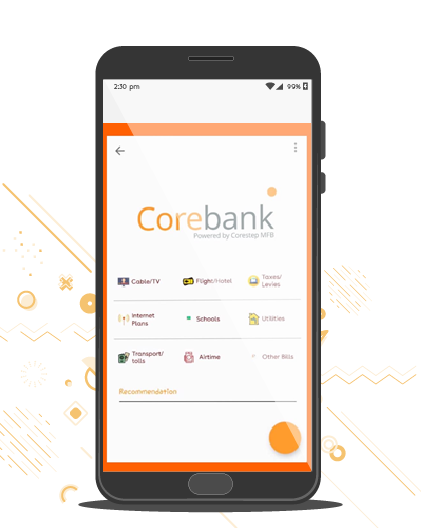 2:30 pm 99%
Corebank
Powered by Corestep MFB
Cable/TV Flight/Hotel Taxes/
Levies
Internet
Plans Schools Utilities
Transport/
tolls Airtime Other Bills
Recommendation